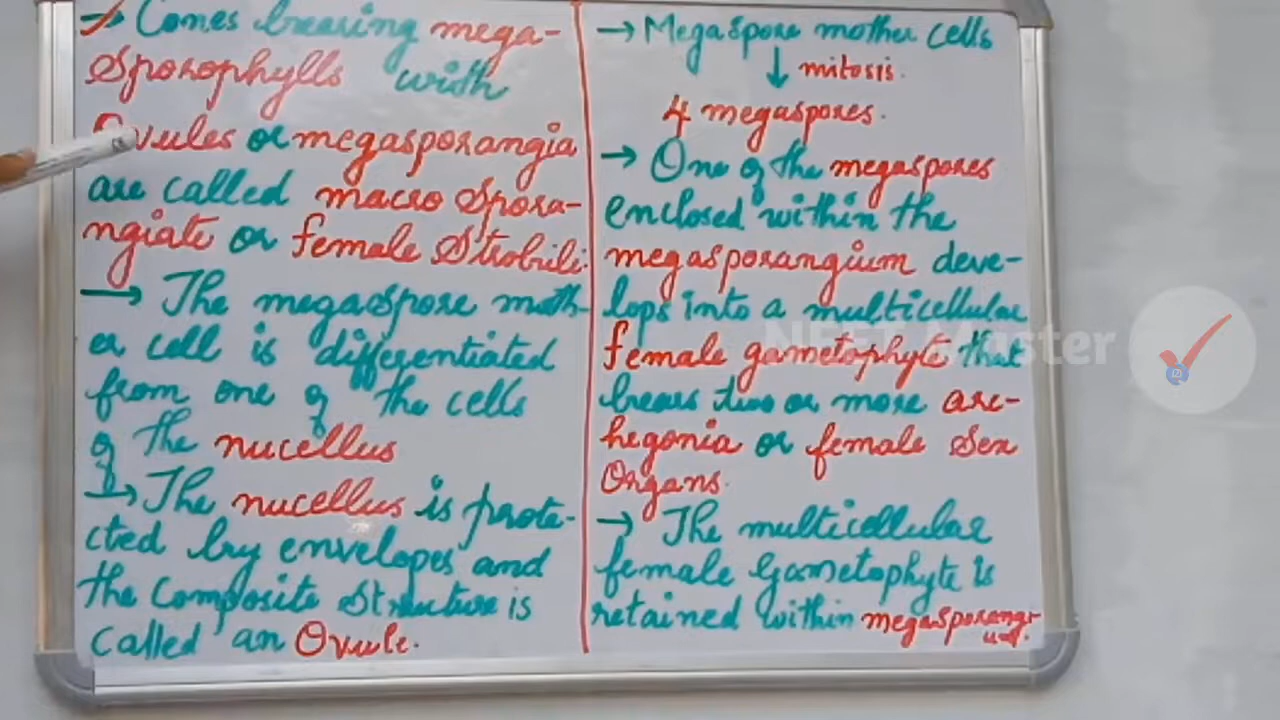 → Cones bearing mega-
Sporophylls with
Ovules or megasporangia
are called macro Spora-
ngiate or female Strobili.
→ The megaspore moth-
er cell is differentiated
from one of the cells
of the nucellus
→ The nucellus is prote-
cted by envelopes and
the composite Structure is
called an Ovule.
→ Megaspore mother cells
↓ mitosis.
4 megaspores.
→ One of the megaspores
enclosed within the
megasporangium deve-
lops into a multicellular
female gametophyte that
bears two or more arc-
hegonia or female Sex
Organs.
→ The multicellular
female Gametophyte is
retained within megasporangi
um.
NEET Master